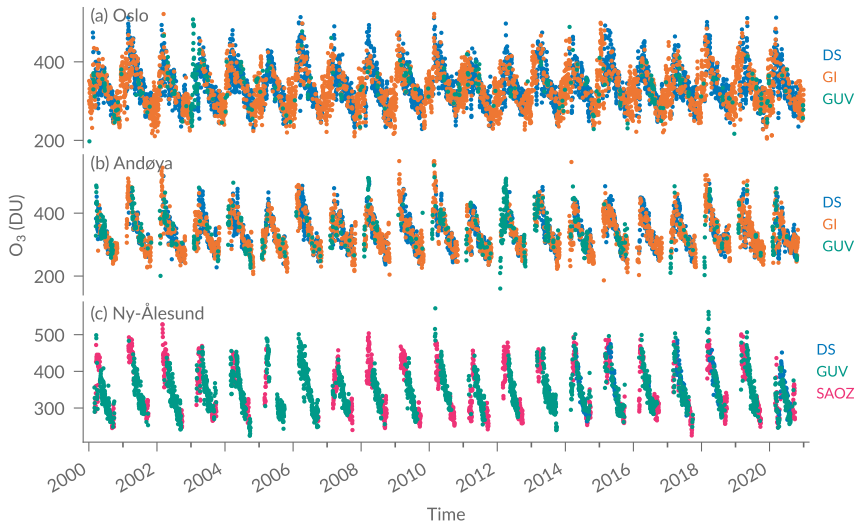 (a) Oslo
400
200
DS
GI
GUV
(b) Andøya
400
200
DS
GI
GUV
O3 (DU)
(c) Ny-Ålesund
500
400
300
DS
GUV
SAOZ
2000 2002 2004 2006 2008 2010 2012 2014 2016 2018 2020
Time